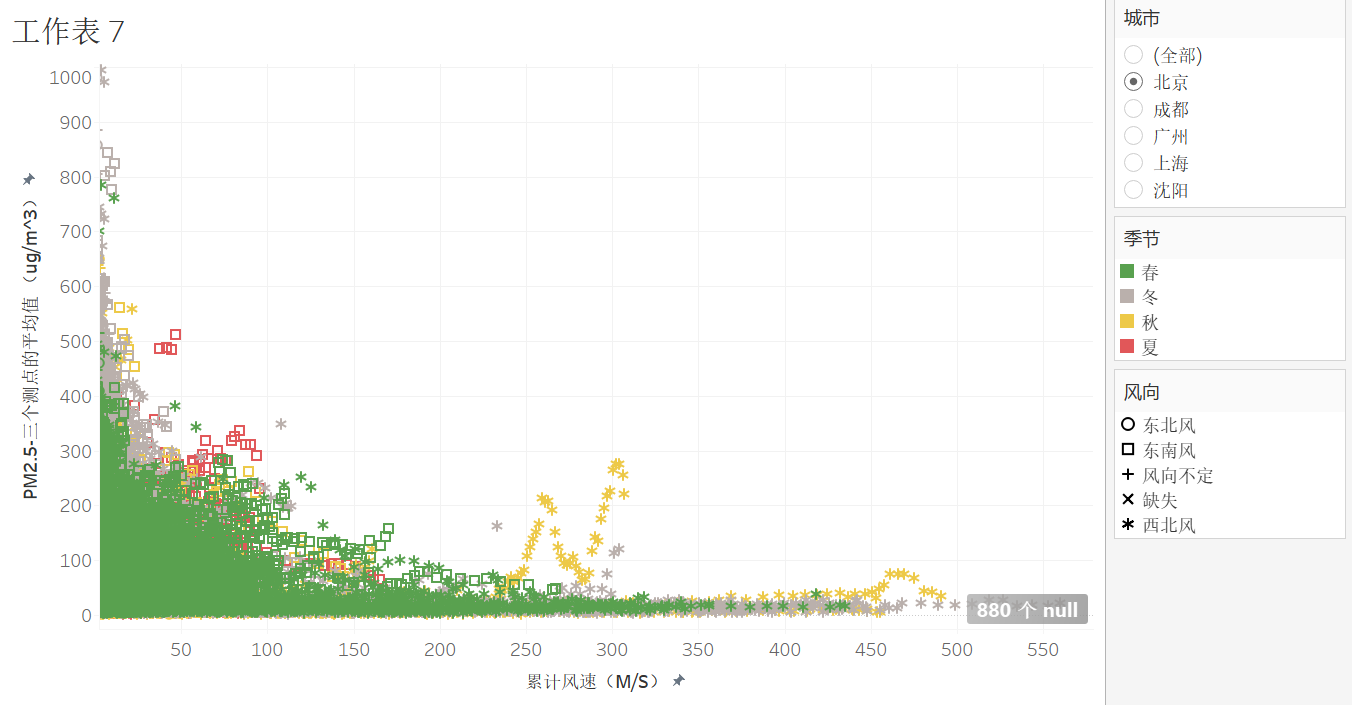 工作表 7
PM2.5-三个测点的平均值 （ug/m^3）
1000
900
800
700
600
500
400
300
200
100
0
50
100
150
200
250
300
350
400
450
500
550
累计风速（M/S）
880 个 null
城市
(全部)
北京
成都
广州
上海
沈阳
季节
春
冬
秋
夏
风向
东北风
东南风
风向不定
缺失
西北风